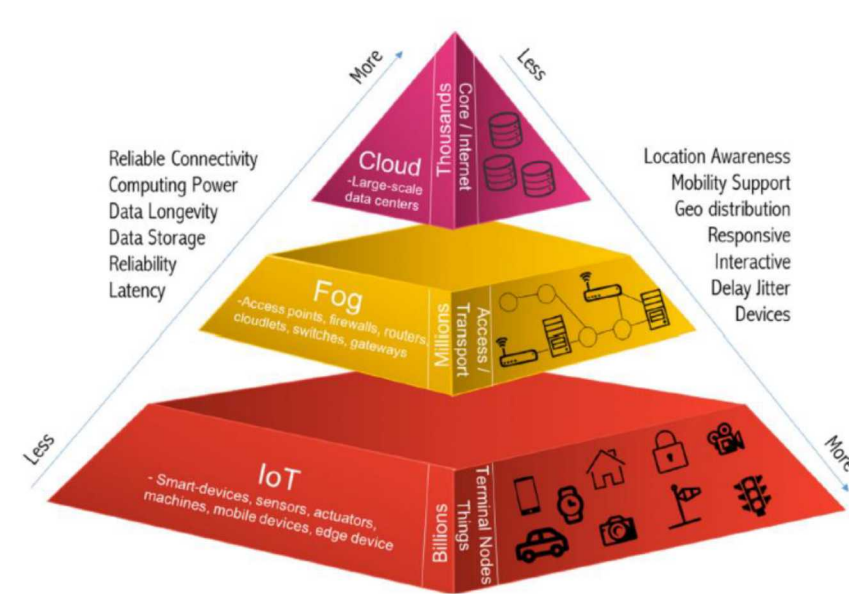 More
Less
Reliable Connectivity
Computing Power
Data Longevity
Data Storage
Reliability
Latency
Location Awareness
Mobility Support
Geo distribution
Responsive
Interactive
Delay Jitter
Devices
Cloud
-Large-scale
data centers
Thousands
Core / Internet
Fog
-Access points, firewalls, routers,
cloudlets, switches, gateways
Millions
Access /
Transport
IoT
- Smart-devices, sensors, actuators,
machines, mobile devices, edge device
Billions
Terminal Nodes
Things
Less
More